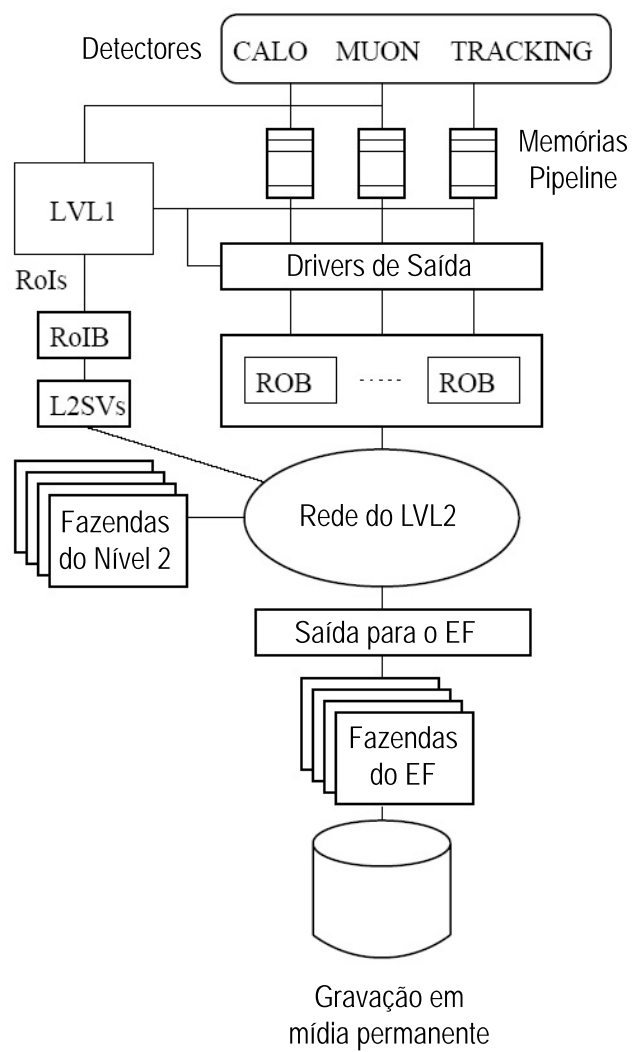 Detectores
CALO MUON TRACKING
Memórias
Pipeline
LVL1
Drivers de Saída
RoIs
RoIB
ROB ..... ROB
L2SVs
Rede do LVL2
Fazendas
do Nível 2
Saída para o EF
Fazendas
do EF
Gravação em
mídia permanente